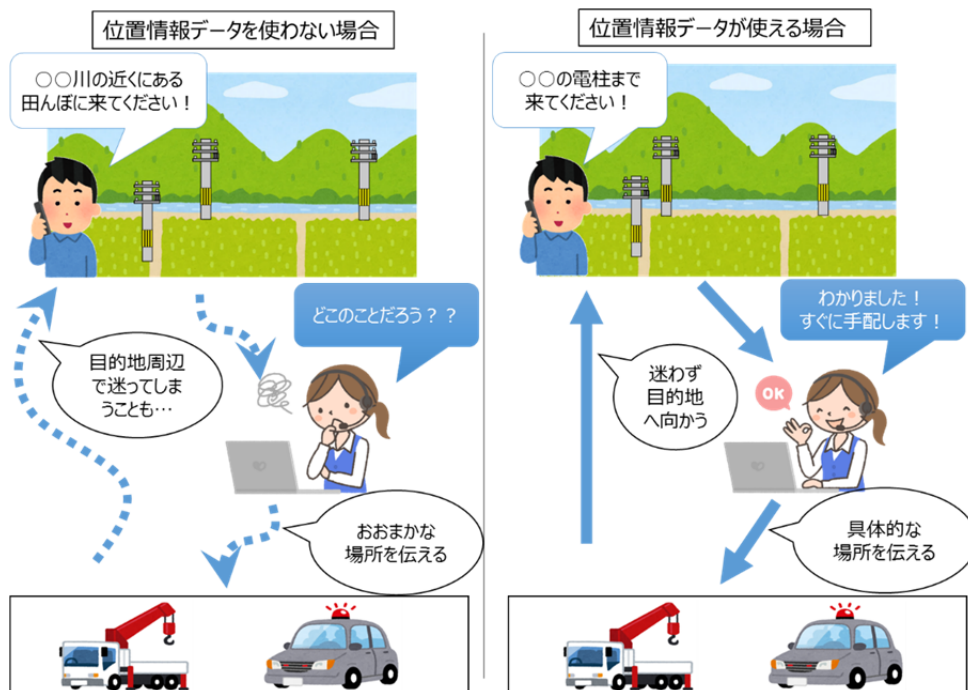 位置情報データを使わない場合
○○川の近くにある
田んぼに来てください！
どこのことだろう？？
目的地周辺
で迷ってしま
うことも…
おおまかな
場所を伝える
位置情報データが使える場合
○○の電柱まで
来てください！
わかりました！
すぐに手配します！
迷わず
目的地
へ向かう
OK
具体的な
場所を伝える